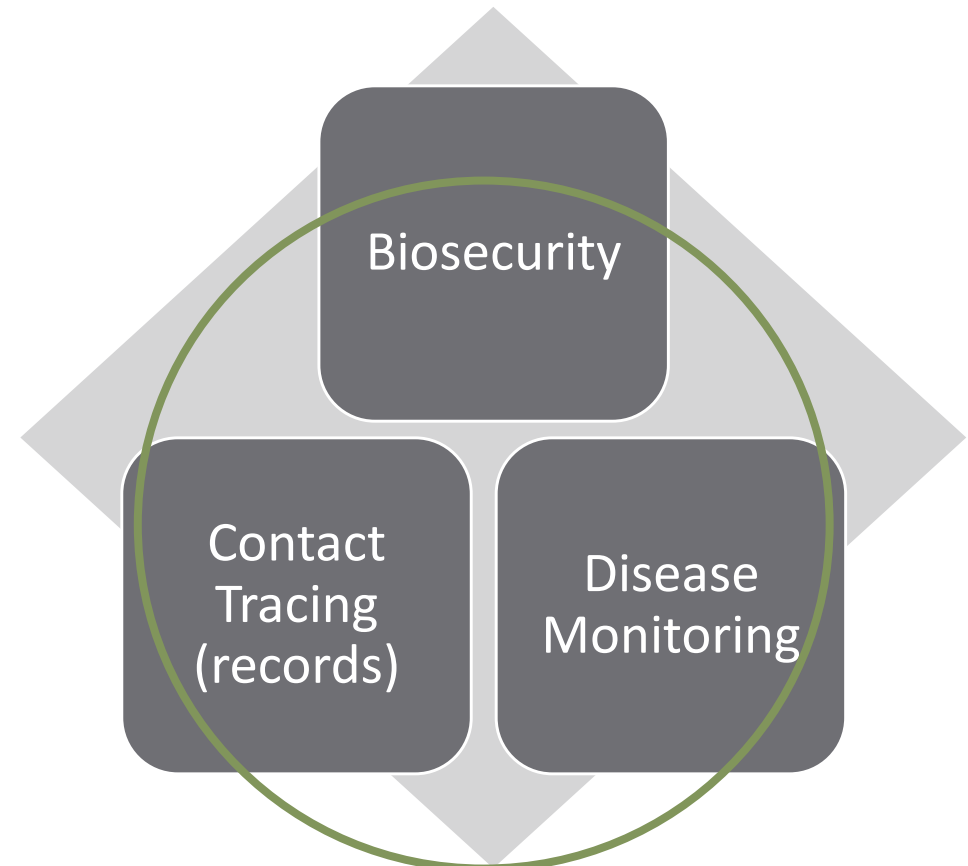 Biosecurity
Contact
Tracing
(records)
Disease
Monitoring